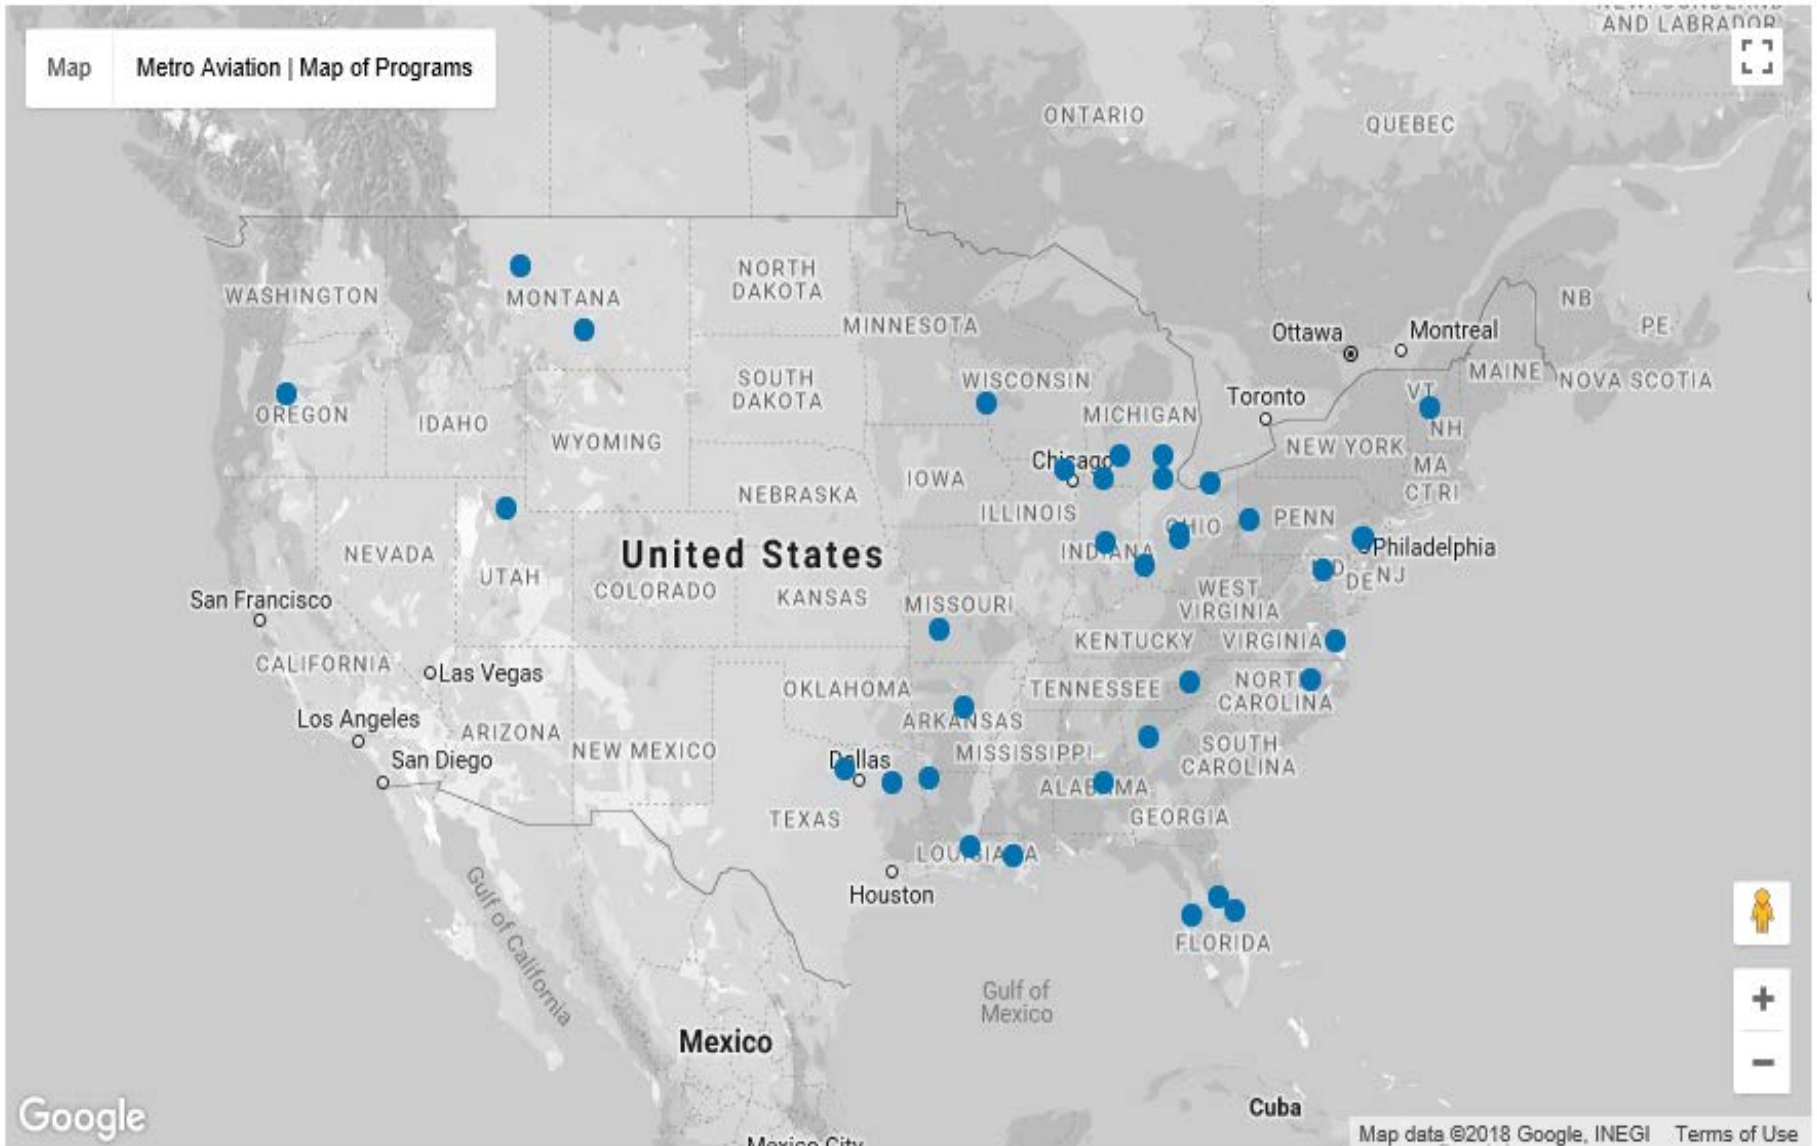 NEWFOUNDLAND
AND LABRADOR
Map
Metro Aviation | Map of Programs
ONTARIO
QUEBEC
WASHINGTON
MONTANA
NORTH
DAKOTA
MINNESOTA
NB
PE
Ottawa
Montreal
MAINE
NOVA SCOTIA
WISCONSIN
SOUTH
DAKOTA
VT
Toronto
OREGON
IDAHO
MICHIGAN
NH
WYOMING
NEW YORK
Chicago
MA
IOWA
CT RI
NEBRASKA
ILLINOIS
OHIO
PENN
NEVADA
United States
INDIANA
Philadelphia
UTAH
MD
DE
NJ
COLORADO
KANSAS
MISSOURI
WEST
VIRGINIA
San Francisco
KENTUCKY
VIRGINIA
CALIFORNIA
Las Vegas
OKLAHOMA
TENNESSEE
NORTH
CAROLINA
Los Angeles
ARIZONA
ARKANSAS
NEW MEXICO
MISSISSIPPI
SOUTH
CAROLINA
San Diego
Dallas
ALABAMA
TEXAS
GEORGIA
LOUISIANA
Houston
Gulf of California
FLORIDA
Gulf of
Mexico
Mexico
Cuba
Google
Mexico City
Map data ©2018 Google, INEGI
Terms of Use